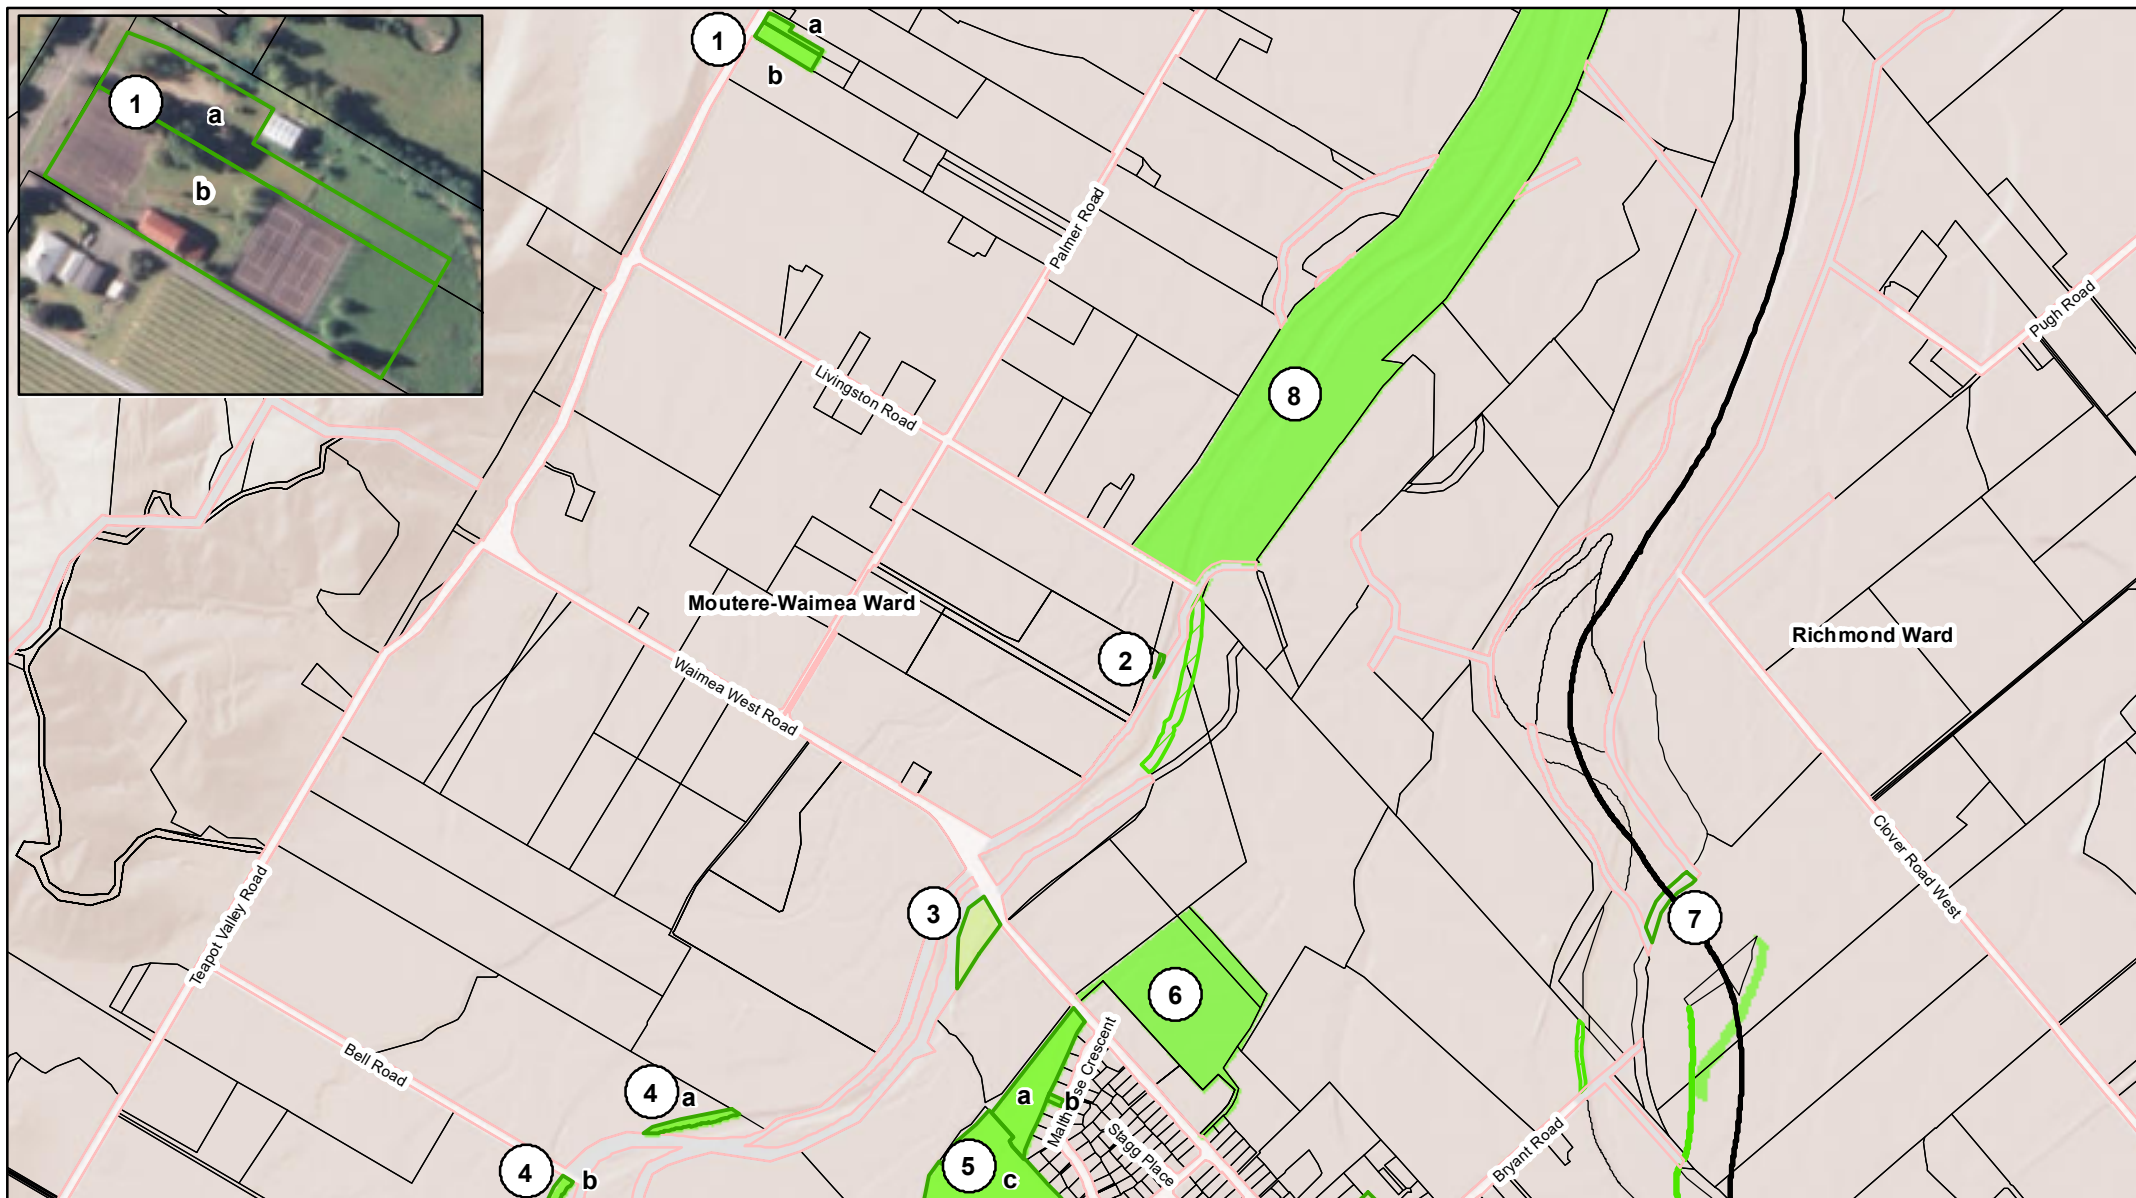 1
a
b
1
a
b
Palmer Road
Pugh Road
Livingston Road
8
Moutere-Waimea Ward
Richmond Ward
2
Waimea West Road
Clover Road West
Teapot Valley Road
3
7
6
Bell Road
4
a
a
b
Stagg Place
Bryant Road
5
c
4
b